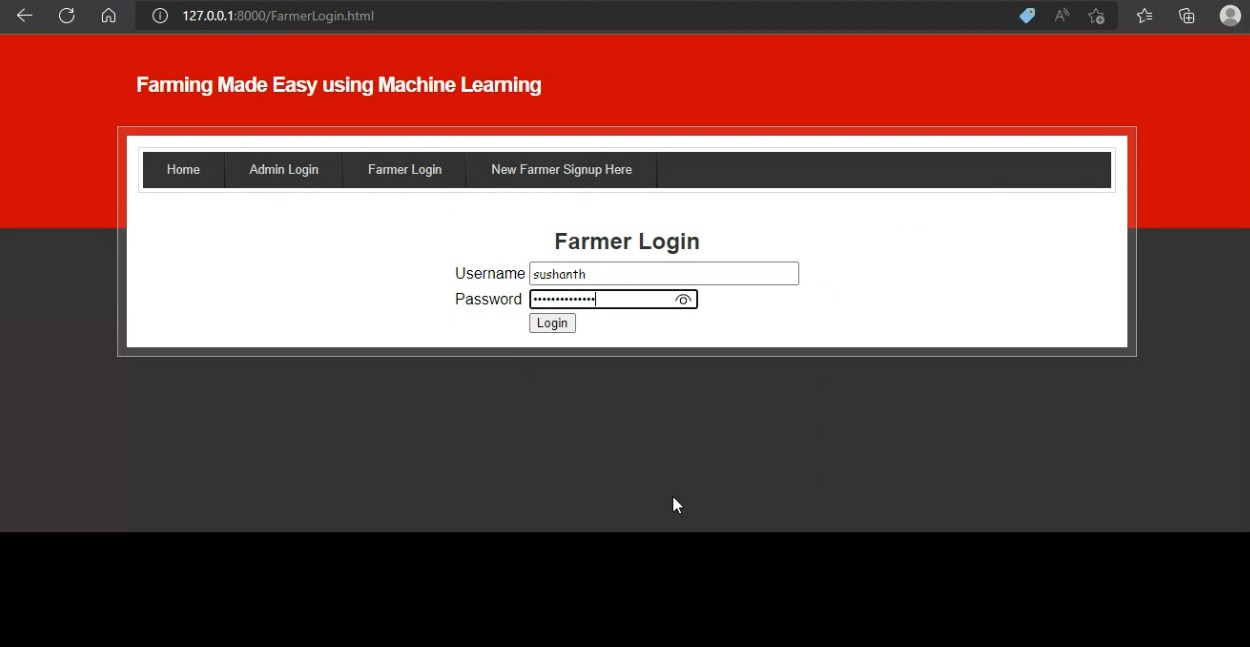 127.0.0.1:8000/FarmerLogin.html
Farming Made Easy using Machine Learning
Home Admin Login Farmer Login New Farmer Signup Here
Farmer Login
Username sushanth
Password ••••••••••••••
Login